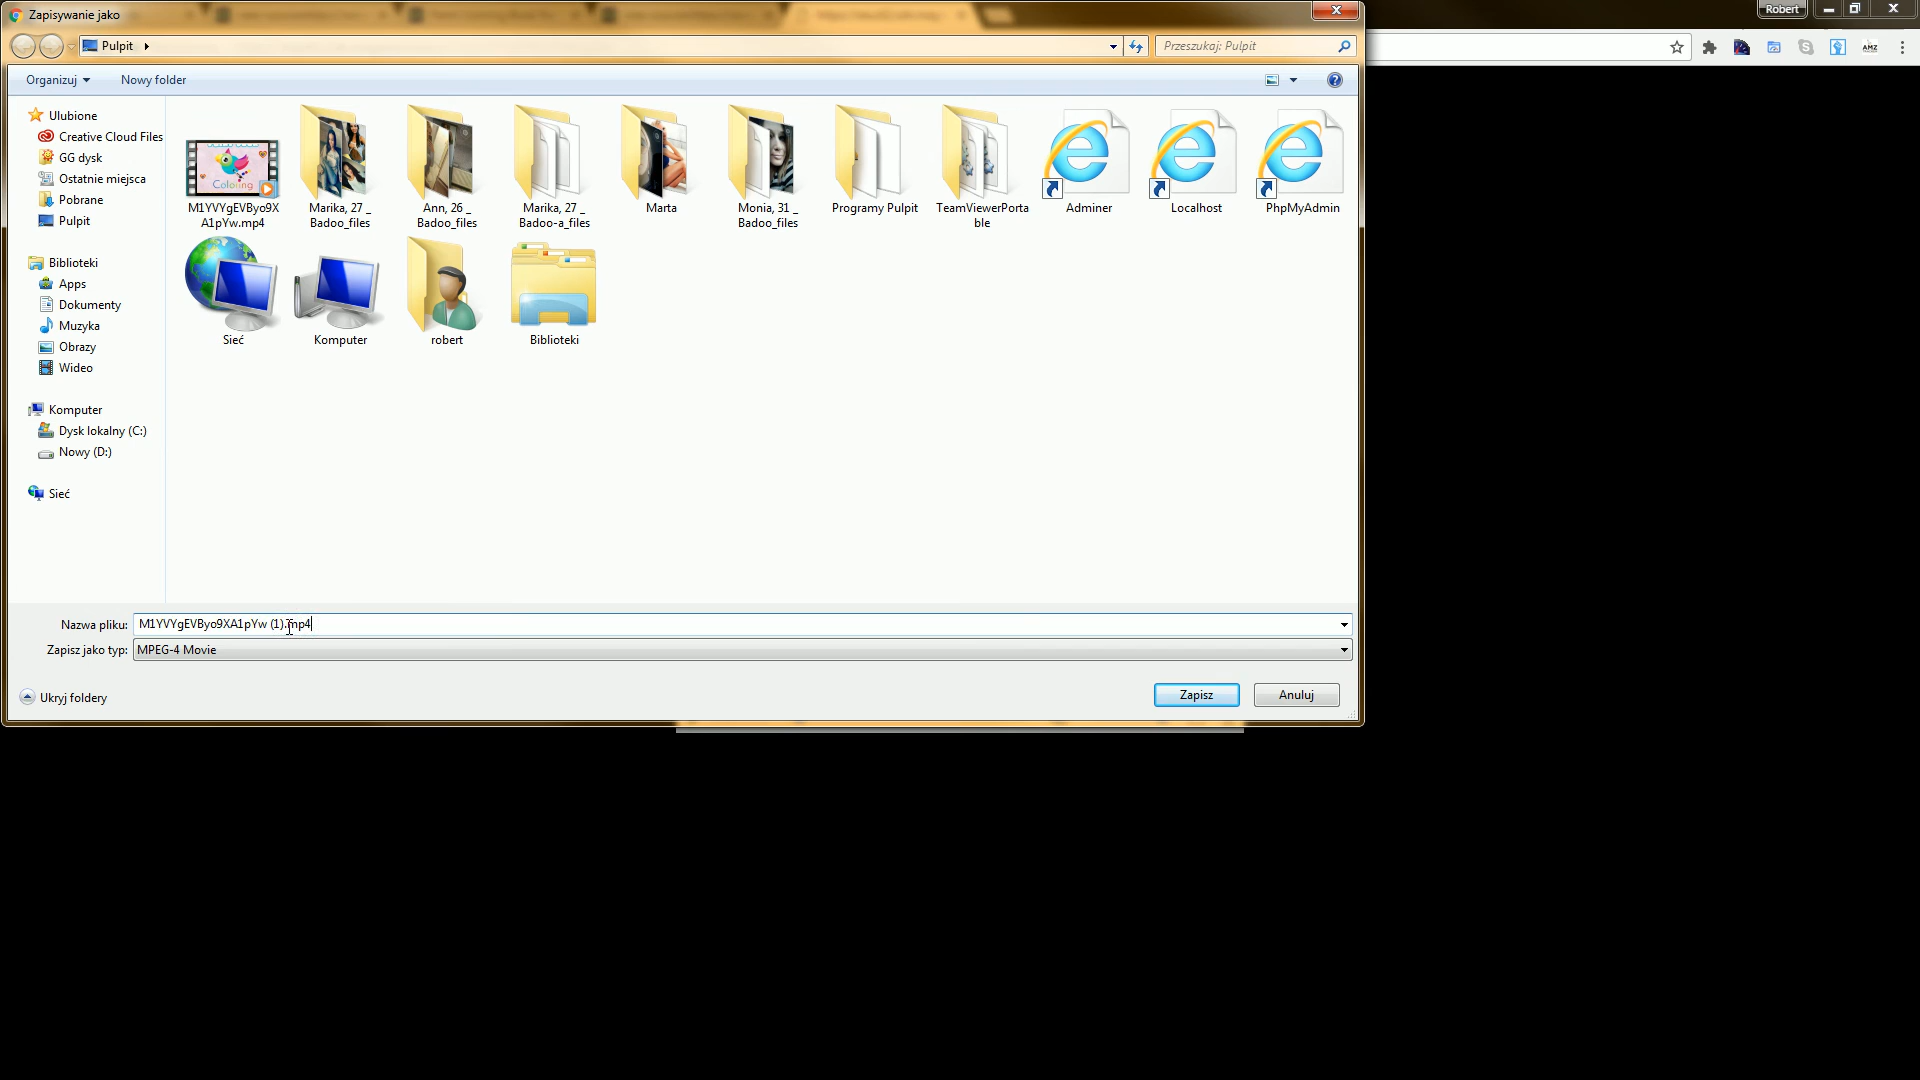 Zapisywanie jako
Robert
Pulpit
Przeszukaj: Pulpit
AMZ
Organizuj
Nowy folder
Ulubione
Creative Cloud Files
GG dysk
Ostatnie miejsca
Pobrane
Pulpit
Biblioteki
Apps
Dokumenty
Muzyka
Obrazy
Wideo
Komputer
Dysk lokalny (C:)
Nowy (D:)
Sieć
Coloring
M1YVYgEVByo9X
A1pYw.mp4
Marika, 27 _
Badoo_files
Ann, 26 _
Badoo_files
Marika, 27 _
Badoo-a_files
Marta
Monia, 31 _
Badoo_files
Programy Pulpit
TeamViewerPorta
ble
Adminer
Localhost
PhpMyAdmin
Sieć
Komputer
robert
Biblioteki
Nazwa pliku: M1YVYgEVByo9XA1pYw (1).mp4
Zapisz jako typ: MPEG-4 Movie
Ukryj foldery
Zapisz
Anuluj